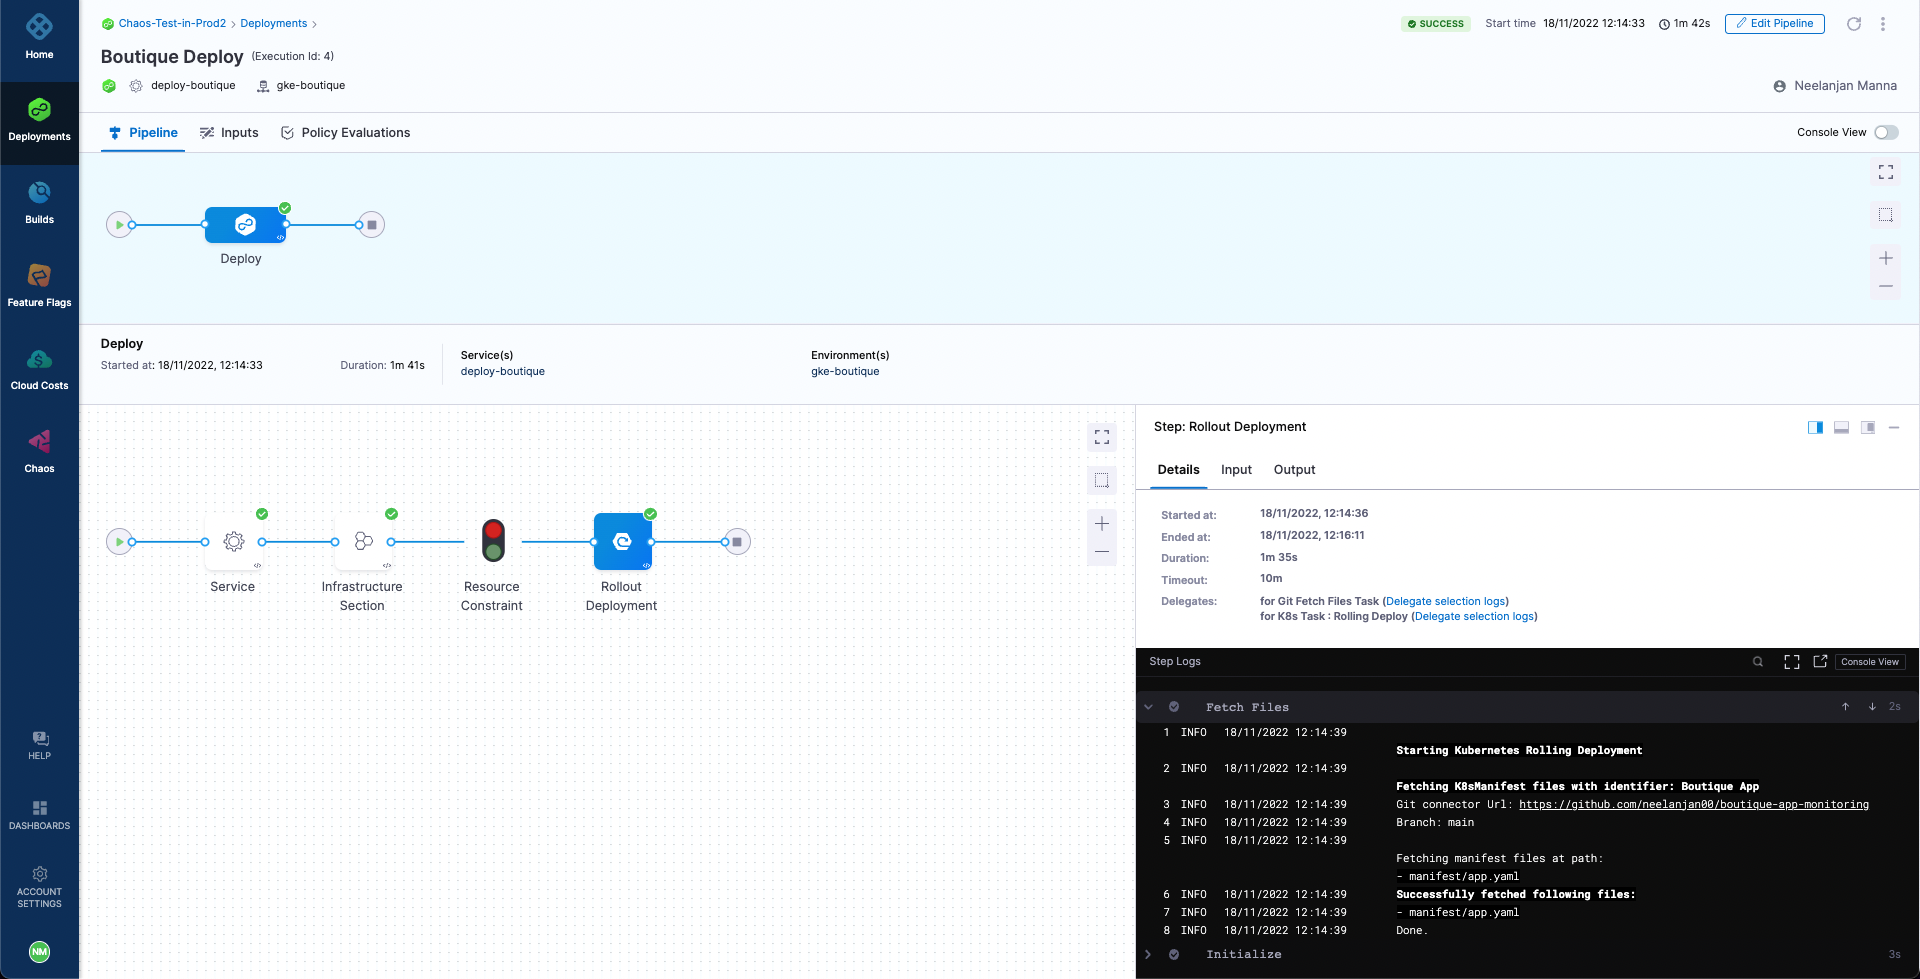 Home
Deployments
Builds
Feature Flags
Cloud Costs
Chaos
HELP
DASHBOARDS
ACCOUNT
SETTINGS
NM
Chaos-Test-in-Prod2 > Deployments >
SUCCESS Start time 18/11/2022 12:14:33 1m 42s Edit Pipeline
Boutique Deploy (Execution Id: 4)
deploy-boutique gke-boutique
Neelanjan Manna
Pipeline Inputs Policy Evaluations
Console View
Deploy
Deploy
Started at: 18/11/2022, 12:14:33 Duration: 1m 41s
Service(s)
deploy-boutique
Environment(s)
gke-boutique
Service
Infrastructure
Section
Resource
Constraint
Rollout
Deployment
Step: Rollout Deployment
Details Input Output
Started at: 18/11/2022, 12:14:36
Ended at: 18/11/2022, 12:16:11
Duration: 1m 35s
Timeout: 10m
Delegates: for Git Fetch Files Task (Delegate selection logs)
for K8s Task : Rolling Deploy (Delegate selection logs)
Step Logs Console View
Fetch Files 2s
1 INFO 18/11/2022 12:14:39
Starting Kubernetes Rolling Deployment
2 INFO 18/11/2022 12:14:39
Fetching K8sManifest files with identifier: Boutique App
3 INFO 18/11/2022 12:14:39 Git connector Url: https://github.com/neelanjan00/boutique-app-monitoring
4 INFO 18/11/2022 12:14:39 Branch: main
5 INFO 18/11/2022 12:14:39
Fetching manifest files at path:
- manifest/app.yaml
6 INFO 18/11/2022 12:14:39 Successfully fetched following files:
7 INFO 18/11/2022 12:14:39 - manifest/app.yaml
8 INFO 18/11/2022 12:14:39 Done.
Initialize 3s